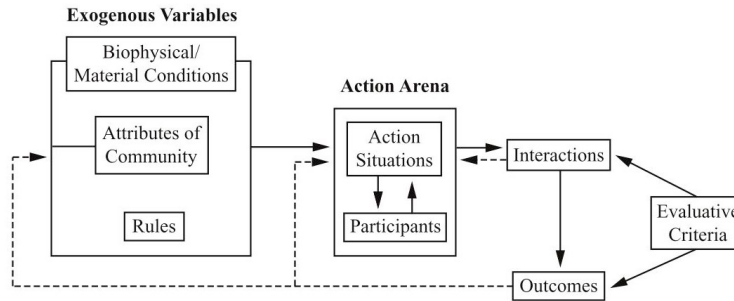 Exogenous Variables
Biophysical/
Material Conditions
Attributes of
Community
Rules
Action Arena
Action
Situations
Participants
Interactions
Evaluative
Criteria
Outcomes